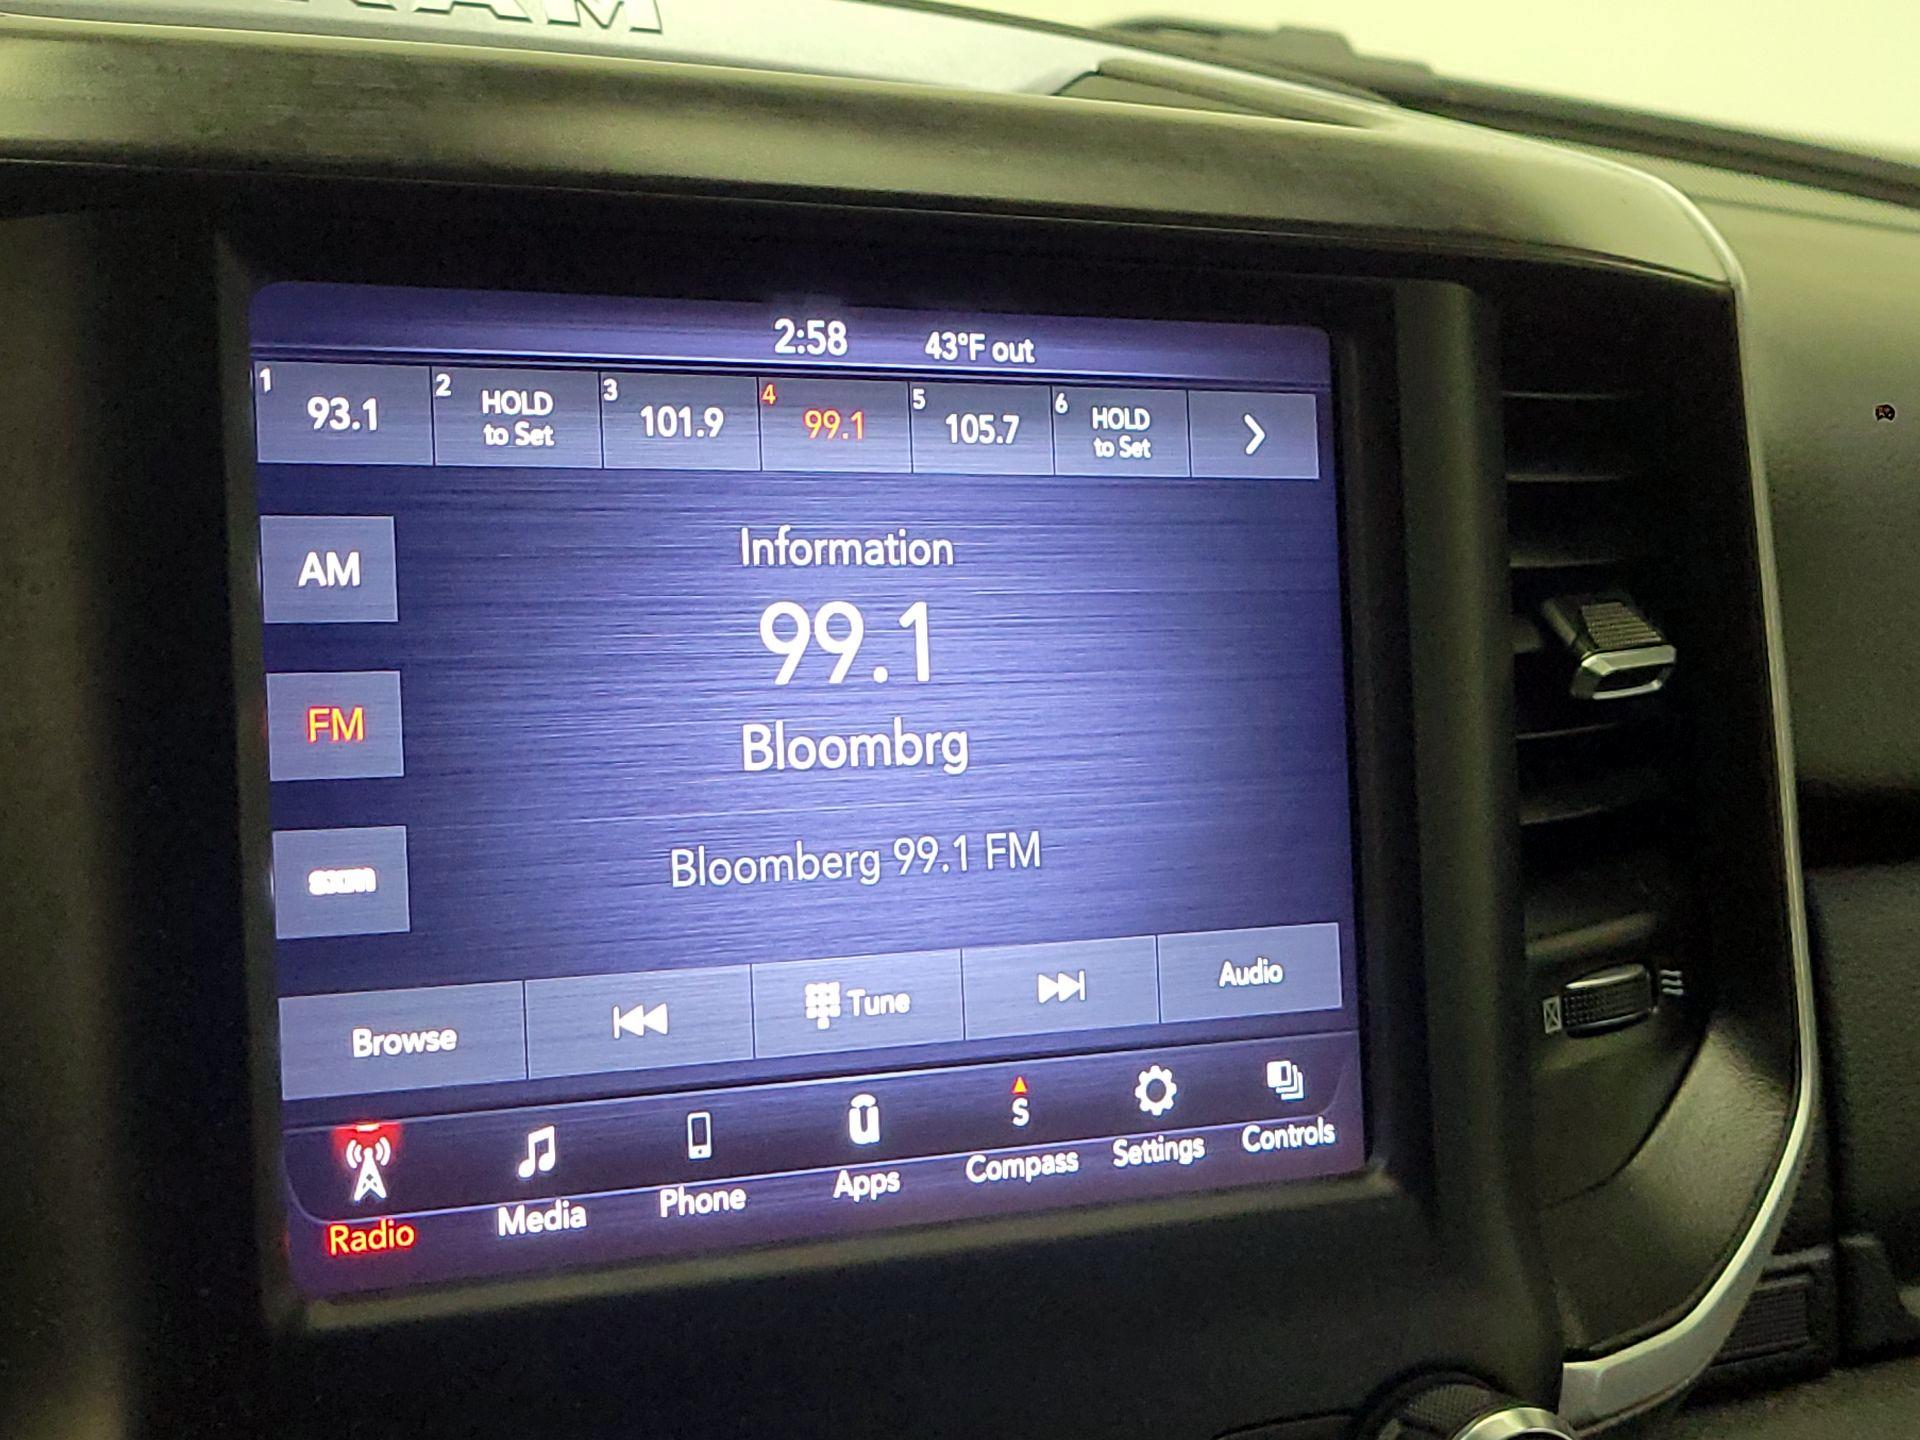 RAM
2:58 43°F out
1 93.1 2 HOLD to Set 3 101.9 4 99.1 5 105.7 6 HOLD to Set
AM
Information
99.1
FM
Bloombrg
Bloomberg 99.1 FM
sxm
Browse Tune Audio
S
Radio Media Phone Apps Compass Settings Controls